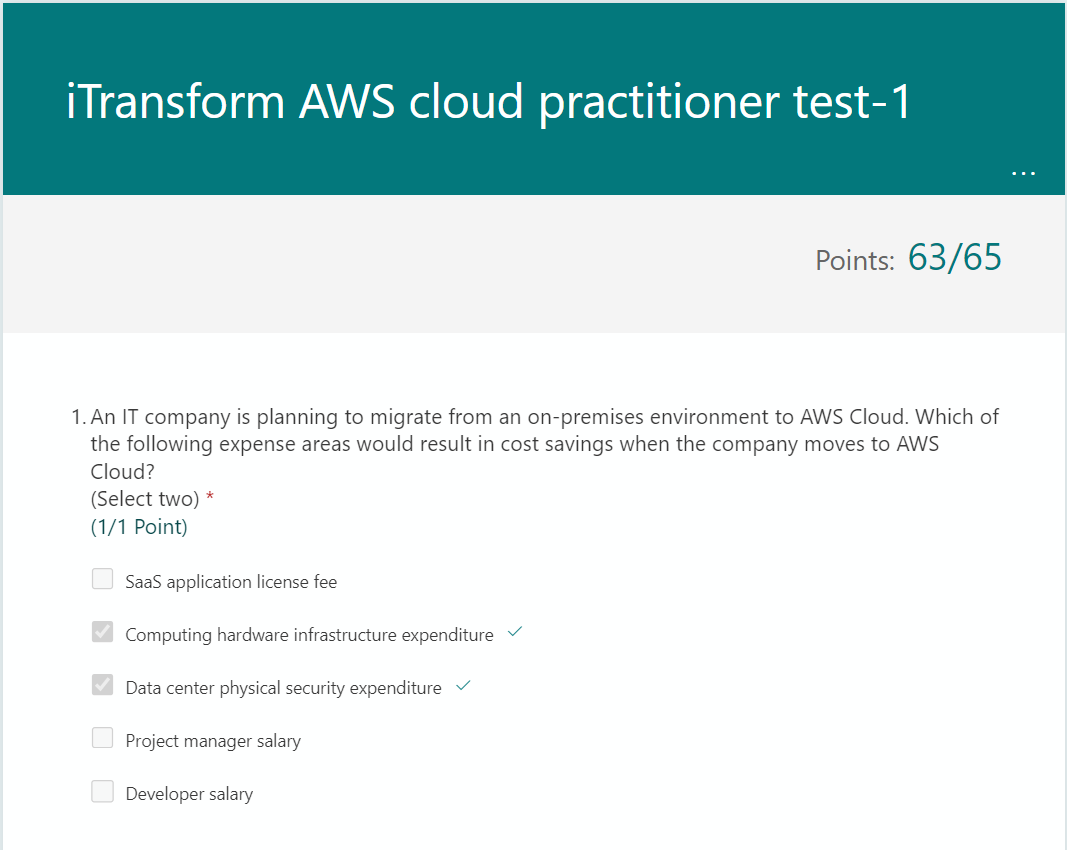 iTransform AWS cloud practitioner test-1
...
Points: 63/65
1. An IT company is planning to migrate from an on-premises environment to AWS Cloud. Which of
the following expense areas would result in cost savings when the company moves to AWS
Cloud?
(Select two) *
(1/1 Point)
SaaS application license fee
Computing hardware infrastructure expenditure
Data center physical security expenditure
Project manager salary
Developer salary